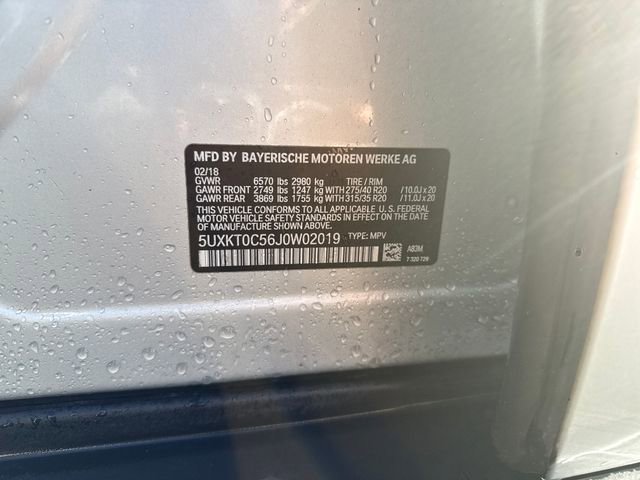 MFD BY BAYERISCHE MOTOREN WERKE AG
02/18
GVWR 6570 lbs 2980 kg TIRE / RIM
GAWR FRONT 2749 lbs 1247 kg WITH 275/40 R20 /10.0J x 20
GAWR REAR 3869 lbs 1755 kg WITH 315/35 R20 /11.0J x 20
THIS VEHICLE CONFORMS TO ALL APPLICABLE U.S. FEDERAL
MOTOR VEHICLE SAFETY STANDARDS IN EFFECT ON THE DATE
OF MANUFACTURE SHOWN ABOVE.
5UXKT0C56J0W02019 TYPE: MPV
A83M
7 320 729